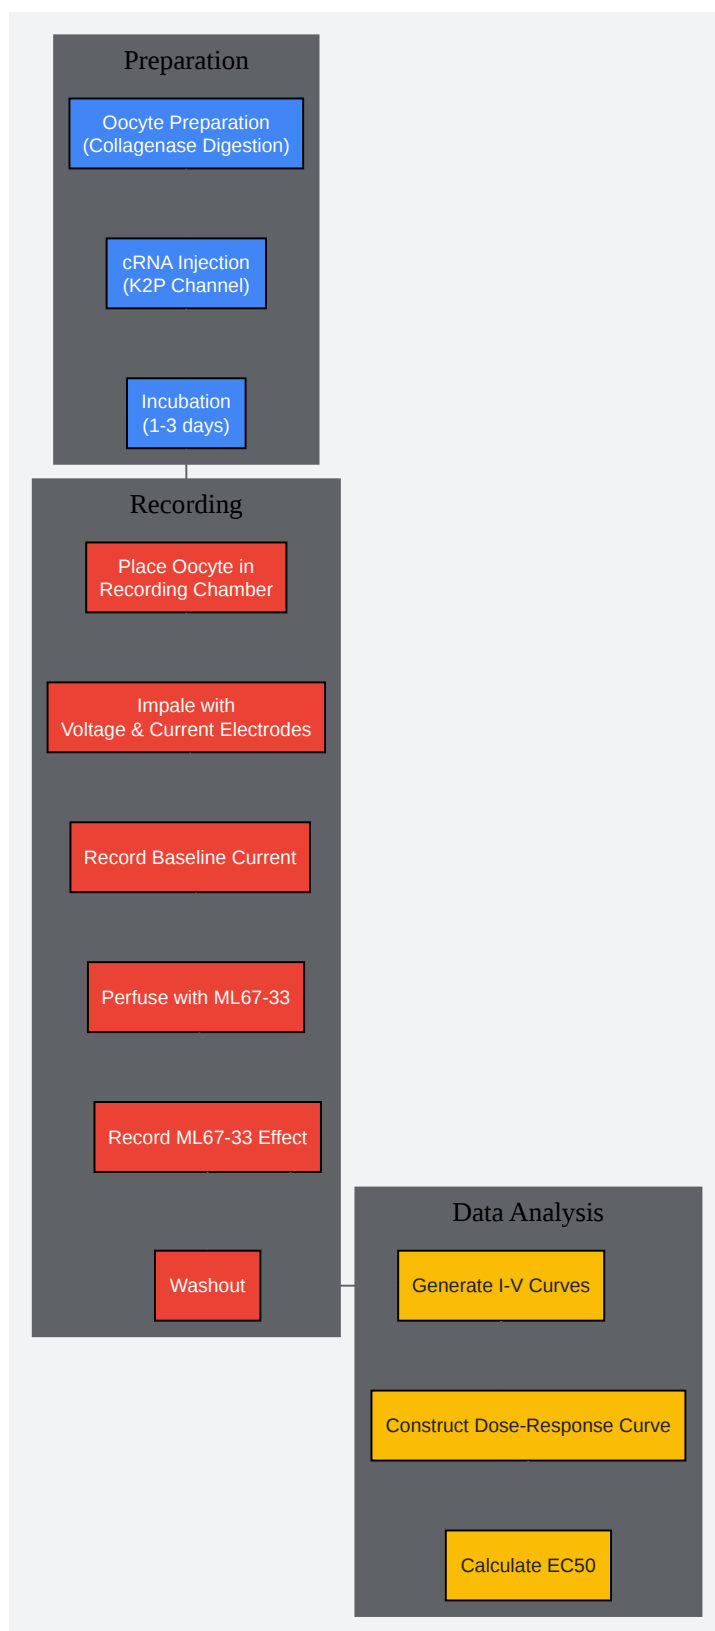 Preparation
Oocyte Preparation
(Collagenase Digestion)
cRNA Injection
(K2P Channel)
Incubation
(1-3 days)
Recording
Place Oocyte in
Recording Chamber
Impale with
Voltage & Current Electrodes
Record Baseline Current
Perfuse with ML67-33
Record ML67-33 Effect
Washout
Data Analysis
Generate I-V Curves
Construct Dose-Response Curve
Calculate EC50